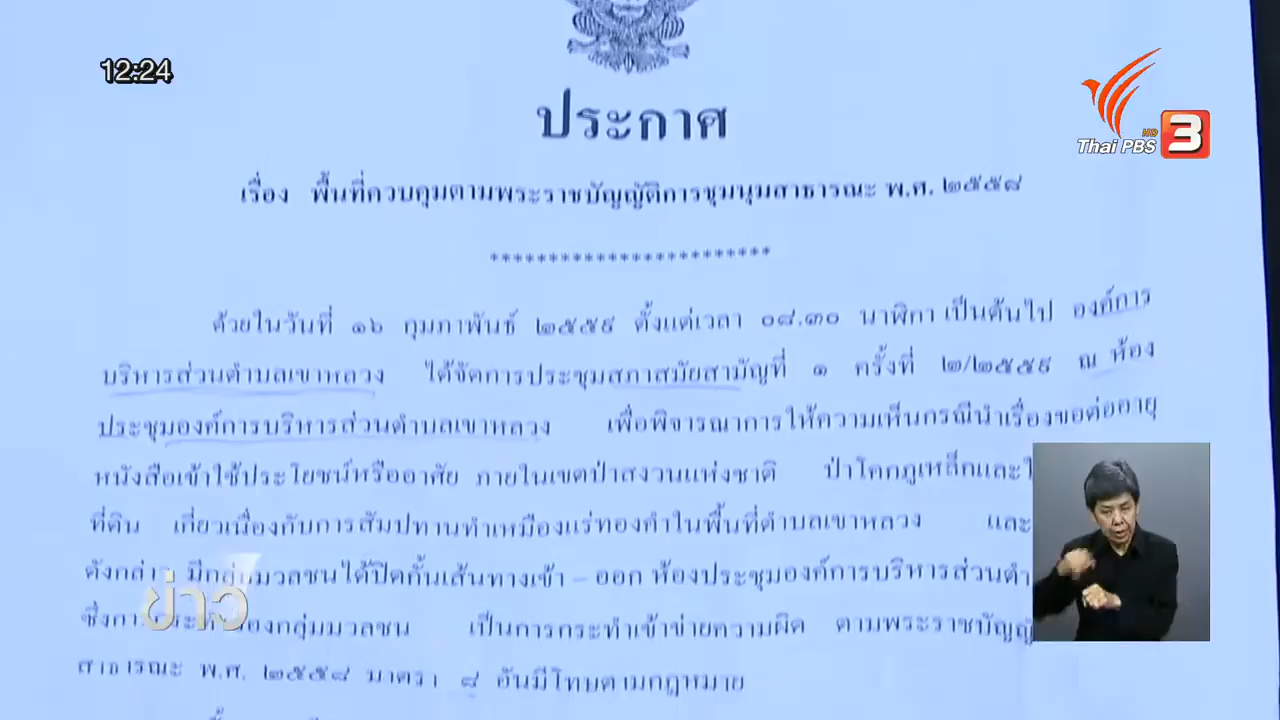 12:24
Thai PBS HD 3
ประกาศ
เรื่อง พื้นที่ควบคุมตามพระราชบัญญัติการชุมนุมสาธารณะ พ.ศ. ๒๕๕๘
***********************
ด้วยในวันที่ ๑๖ กุมภาพันธ์ ๒๕๕๙ ตั้งแต่เวลา ๐๘.๓๐ นาฬิกา เป็นต้นไป องค์การ
บริหารส่วนตำบลเขาหลวง ได้จัดการประชุมสภาสมัยสามัญที่ ๑ ครั้งที่ ๒/๒๕๕๙ ณ ห้อง
ประชุมองค์การบริหารส่วนตำบลเขาหลวง เพื่อพิจารณาการให้ความเห็นกรณีนำเรื่องขอต่ออายุ
หนังสือเข้าใช้ประโยชน์หรืออาศัย ภายในเขตป่าสงวนแห่งชาติ ป่าโคกภูเหล็กและ
ที่ดิน เกี่ยวเนื่องกับการสัมปทานทำเหมืองแร่ทองคำในพื้นที่ตำบลเขาหลวง และ
ดังกล่าว มีกลุ่มมวลชนได้ปิดกั้นเส้นทางเข้า – ออก ห้องประชุมองค์การบริหารส่วนตำ
ข่าว
ซึ่งการกระทำของกลุ่มมวลชน เป็นการกระทำเข้าข่ายความผิด ตามพระราชบัญญั
สาธารณะ พ.ศ. ๒๕๕๘ มาตรา ๘ อันมีโทษตามกฎหมาย